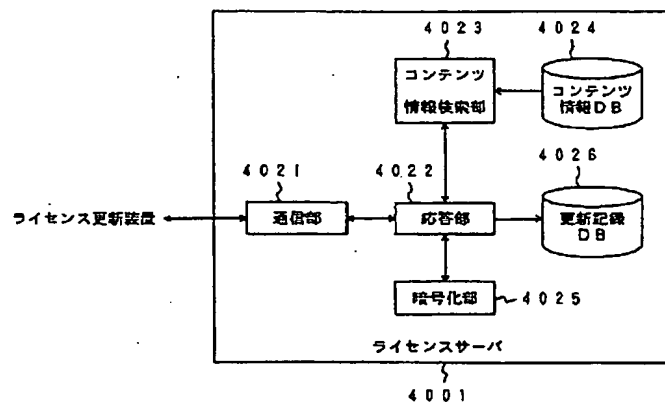 4023
4024
コンテンツ
情報検索部
コンテンツ
情報DB
4021
4022
4026
ライセンス更新装置
通信部
応答部
更新記録
DB
暗号化部
4025
ライセンスサーバ
4001